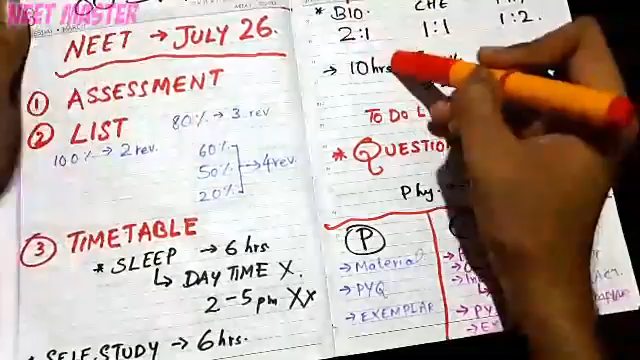 NEET MASTER
NEET → JULY 26.
① ASSESSMENT
② LIST
80% → 3 rev
100% → 2 rev.
60%
50% → 4 rev.
20%
③ TIMETABLE
* SLEEP → 6 hrs
↳ DAY TIME X.
2-5 pm XX
SELF STUDY → 6 hrs.
* BIO. CHE
2:1 1:1 1:2.
→ 10 hrs
TO DO L
* QUESTIO
Phy.
P
→ Material
→ PYQ
→ EXEMPLAR